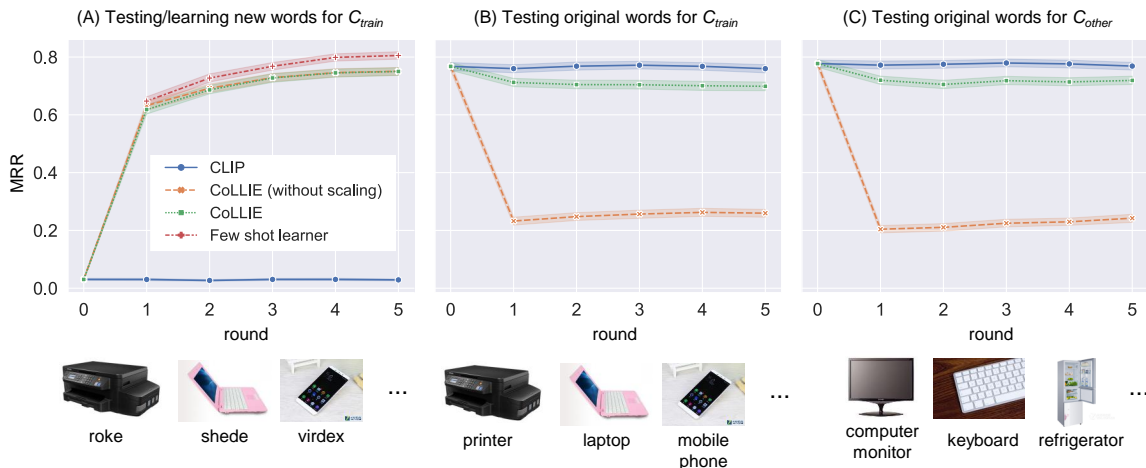 (A) Testing/learning new words for C_train
(B) Testing original words for C_train
(C) Testing original words for C_other
MRR
0.8
0.6
0.4
0.2
0.0
CLIP
CoLLIE (without scaling)
CoLLIE
Few shot learner
0 1 2 3 4 5
0 1 2 3 4 5
0 1 2 3 4 5
round
round
round
roke
shede
virdex
...
printer
laptop
mobile
phone
...
computer
monitor
keyboard
refrigerator
...